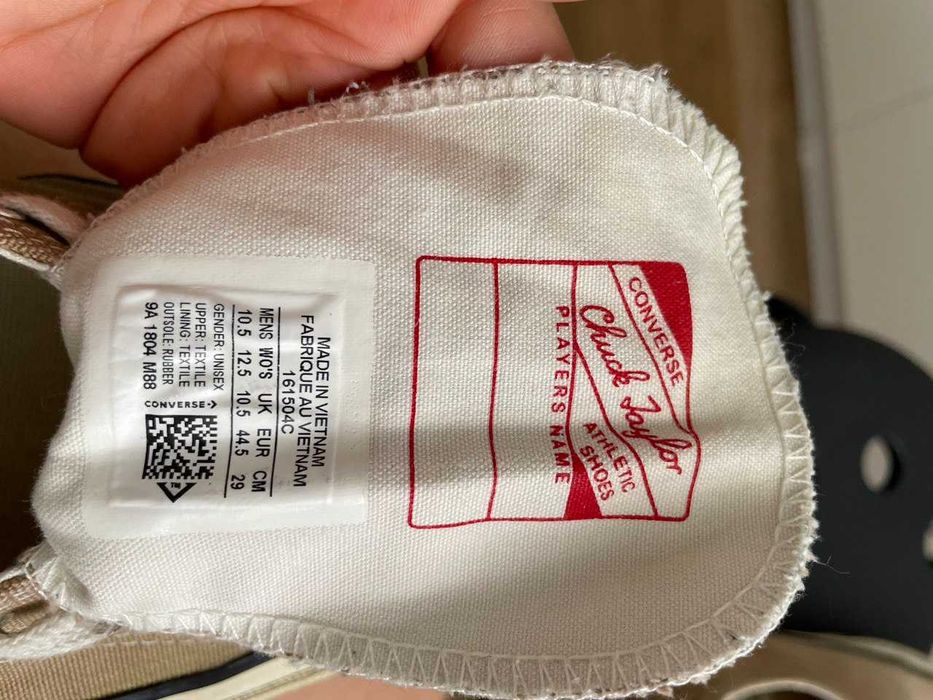 CONVERSE
Chuck Taylor
ATHLETIC
SHOES
PLAYERS NAME
MADE IN VIETNAM
FABRIQUE AU VIETNAM
161504C
MENS WO'S UK EUR CM
10.5 12.5 10.5 44.5 29
GENDER: UNISEX
UPPER: TEXTILE
LINING: TEXTILE
OUTSOLE: RUBBER
9A 1804 M88
CONVERSE
TM